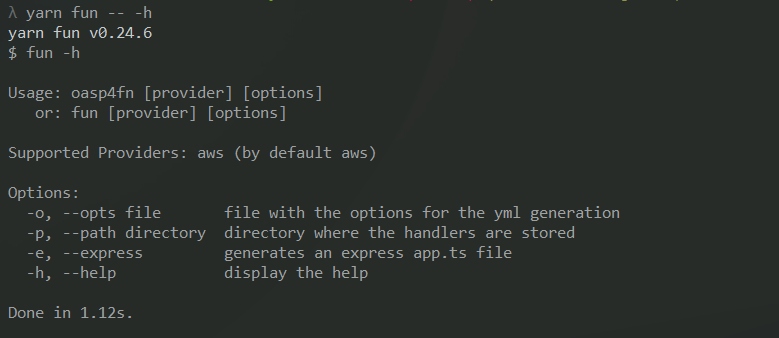 λ yarn fun -- -h
yarn fun v0.24.6
$ fun -h
Usage: oasp4fn [provider] [options]
or: fun [provider] [options]
Supported Providers: aws (by default aws)
Options:
-o, --opts file file with the options for the yml generation
-p, --path directory directory where the handlers are stored
-e, --express generates an express app.ts file
-h, --help display the help
Done in 1.12s.